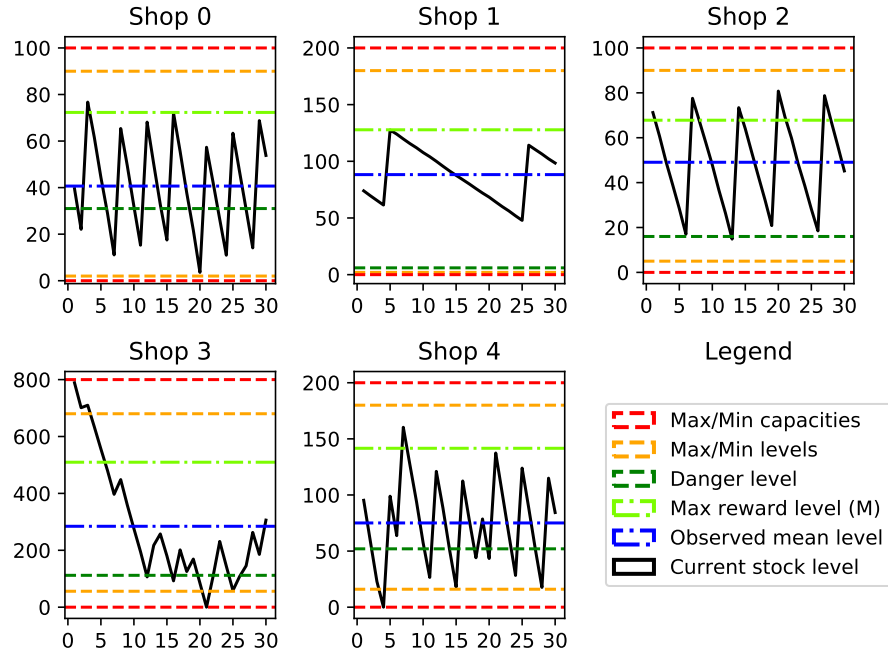 Shop 0
Shop 1
Shop 2
100
80
60
40
20
0
0 5 10 15 20 25 30
200
150
100
50
0
0 5 10 15 20 25 30
100
80
60
40
20
0
0 5 10 15 20 25 30
Shop 3
Shop 4
Legend
800
600
400
200
0
0 5 10 15 20 25 30
200
150
100
50
0
0 5 10 15 20 25 30
Max/Min capacities
Max/Min levels
Danger level
Max reward level (M)
Observed mean level
Current stock level